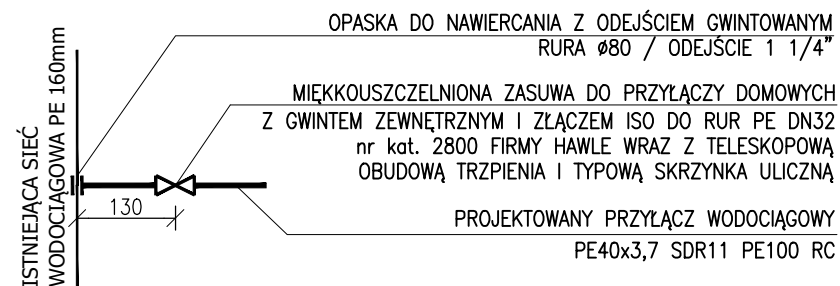 OPASKA DO NAWIERCANIA Z ODEJŚCIEM GWINTOWANYM
RURA ø80 / ODEJŚCIE 1 1/4"
MIĘKKOUSZCZELNIONA ZASUWA DO PRZYŁĄCZY DOMOWYCH
Z GWINTEM ZEWNĘTRZNYM I ZŁĄCZEM ISO DO RUR PE DN32
nr kat. 2800 FIRMY HAWLE WRAZ Z TELESKOPOWĄ
OBUDOWĄ TRZPIENIA I TYPOWĄ SKRZYNKA ULICZNĄ
130
PROJEKTOWANY PRZYŁĄCZ WODOCIĄGOWY
PE40x3,7 SDR11 PE100 RC
ISTNIEJĄCA SIEĆ
WODOCIĄGOWA PE 160mm